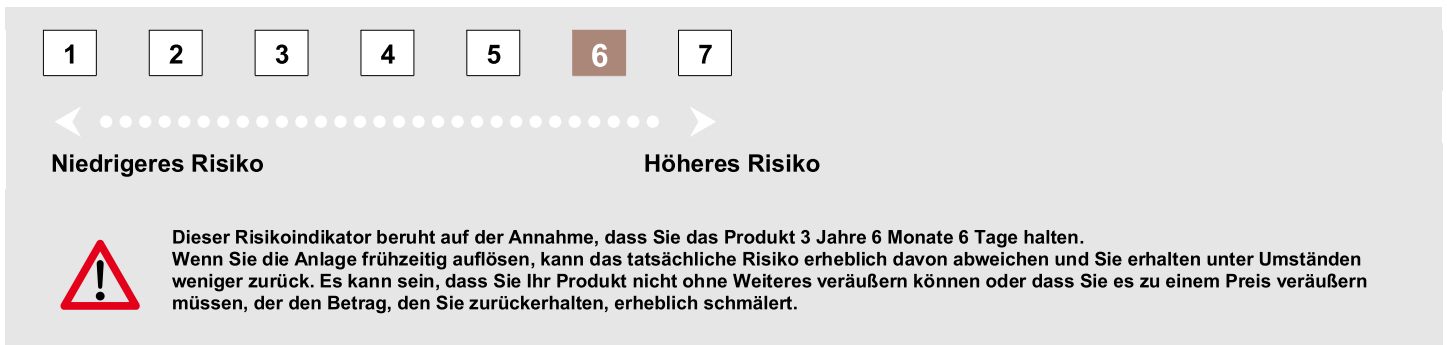 1 2 3 4 5 6 7
Niedrigeres Risiko Höheres Risiko
Dieser Risikoindikator beruht auf der Annahme, dass Sie das Produkt 3 Jahre 6 Monate 6 Tage halten.
Wenn Sie die Anlage frühzeitig auflösen, kann das tatsächliche Risiko erheblich davon abweichen und Sie erhalten unter Umständen
weniger zurück. Es kann sein, dass Sie Ihr Produkt nicht ohne Weiteres veräußern können oder dass Sie es zu einem Preis veräußern
müssen, der den Betrag, den Sie zurückerhalten, erheblich schmälert.